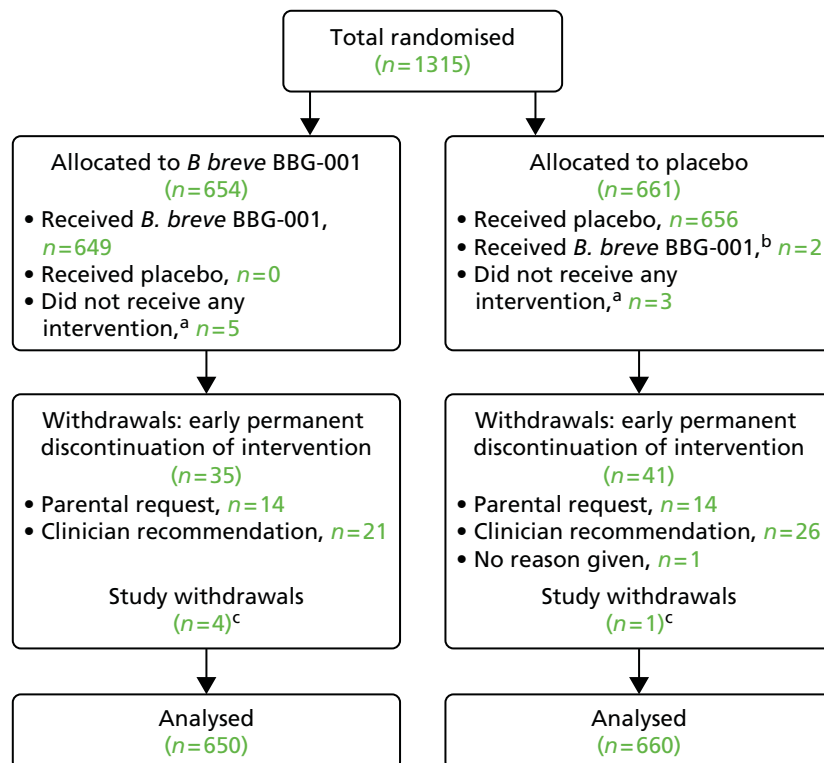 Total randomised
(n=1315)
Allocated to B breve BBG-001
(n=654)
• Received B. breve BBG-001,
n=649
• Received placebo, n=0
• Did not receive any
intervention,a n=5
Allocated to placebo
(n=661)
• Received placebo, n=656
• Received B. breve BBG-001,b n=2
• Did not receive any
intervention,a n=3
Withdrawals: early permanent
discontinuation of intervention
(n=35)
• Parental request, n=14
• Clinician recommendation, n=21
Study withdrawals
(n=4)c
Withdrawals: early permanent
discontinuation of intervention
(n=41)
• Parental request, n=14
• Clinician recommendation, n=26
• No reason given, n=1
Study withdrawals
(n=1)c
Analysed
(n=650)
Analysed
(n=660)